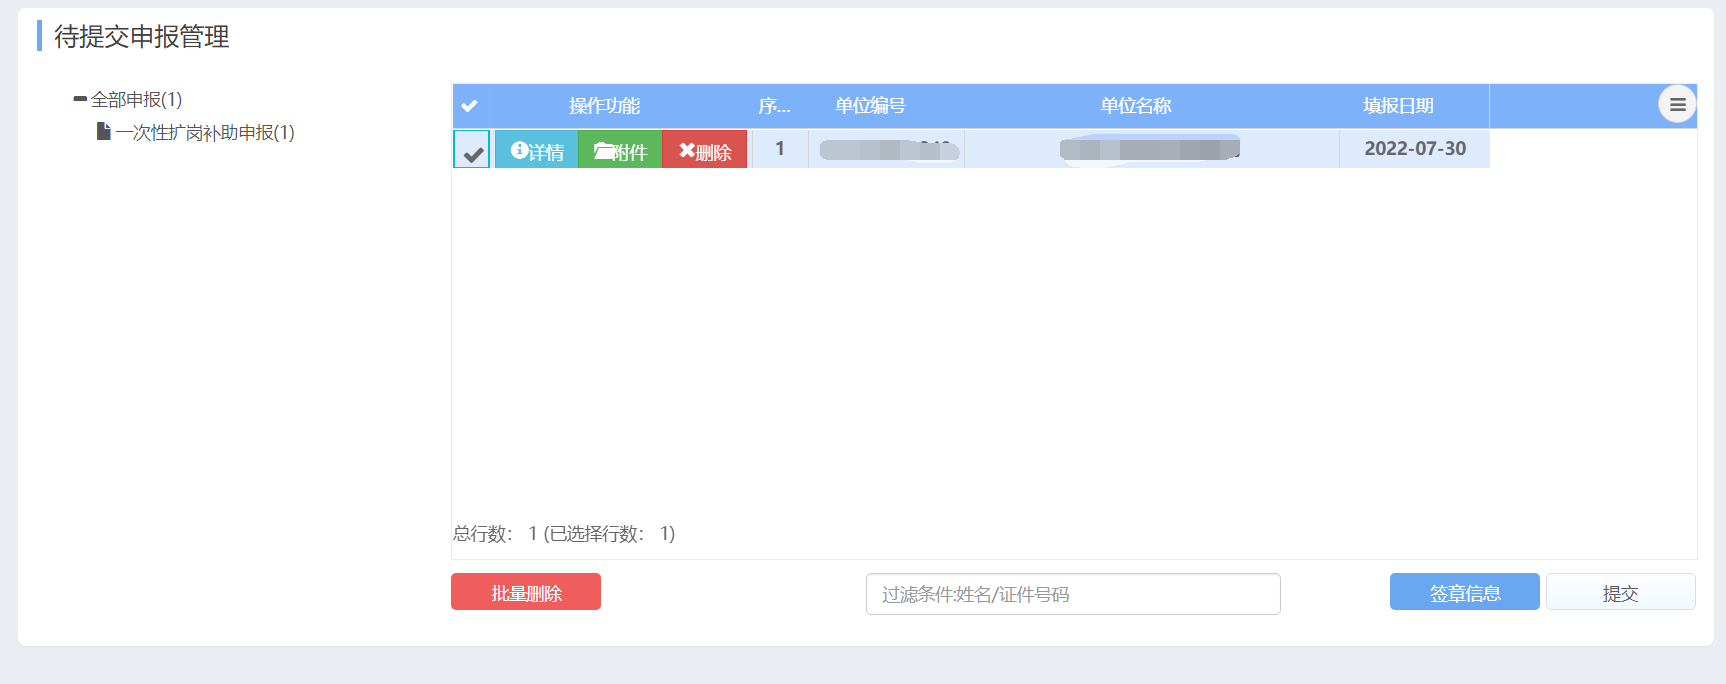 待提交申报管理
全部申报(1)
一次性扩岗补助申报(1)
操作功能 序... 单位编号 单位名称 填报日期
详情 附件 删除 1 2022-07-30
总行数： 1 (已选择行数： 1)
批量删除 过滤条件:姓名/证件号码 签章信息 提交